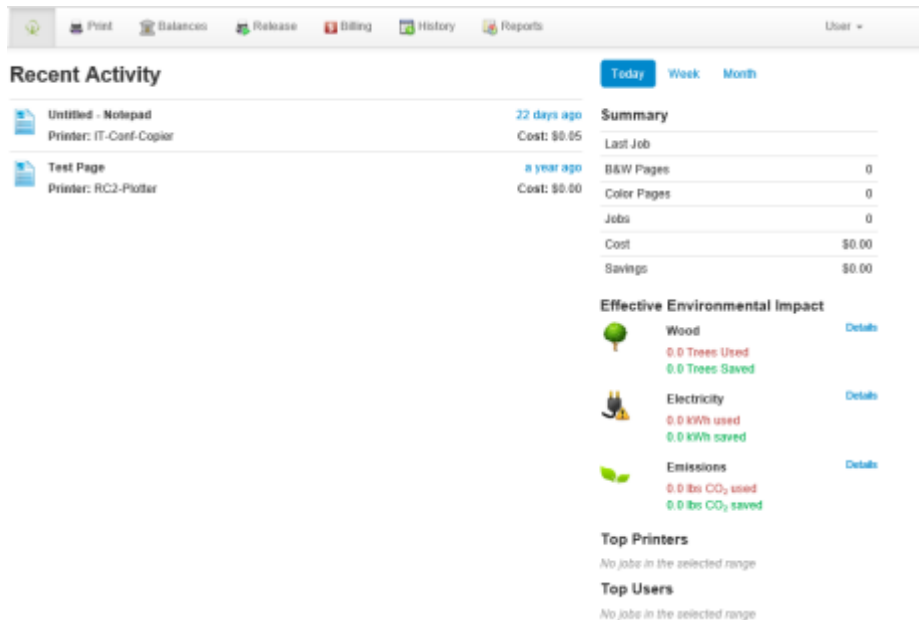 Print Balances Release Billing History Reports User
Recent Activity
Untitled - Notepad 22 days ago
Printer: IT-Conf-Copier Cost: $0.05
Test Page a year ago
Printer: RC2-Plotter Cost: $0.00
Today Week Month
Summary
Last Job
B&W Pages 0
Color Pages 0
Jobs 0
Cost $0.00
Savings $0.00
Effective Environmental Impact
Wood Details
0.0 Trees Used
0.0 Trees Saved
Electricity Details
0.0 kWh used
0.0 kWh saved
Emissions Details
0.0 lbs CO₂ used
0.0 lbs CO₂ saved
Top Printers
No jobs in the selected range
Top Users
No jobs in the selected range